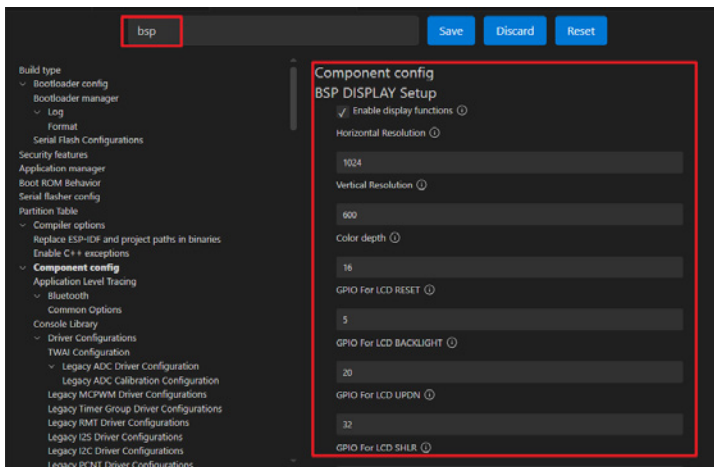 bsp
Save
Discard
Reset
Build type
Bootloader config
Bootloader manager
Log
Format
Serial Flash Configurations
Security features
Application manager
Boot ROM Behavior
Serial flasher config
Partition Table
Compiler options
Replace ESP-IDF and project paths in binaries
Enable C++ exceptions
Component config
Application Level Tracing
Bluetooth
Common Options
Console Library
Driver Configurations
TWAI Configuration
Legacy ADC Driver Configuration
Legacy ADC Calibration Configuration
Legacy MCPWM Driver Configurations
Legacy Timer Group Driver Configurations
Legacy RMT Driver Configurations
Legacy I2S Driver Configurations
Legacy I2C Driver Configurations
Legacy PCNT Driver Configurations
Component config
BSP DISPLAY Setup
Enable display functions
Horizontal Resolution
1024
Vertical Resolution
600
Color depth
16
GPIO For LCD RESET
5
GPIO For LCD BACKLIGHT
20
GPIO For LCD UPDN
32
GPIO For LCD SHLR